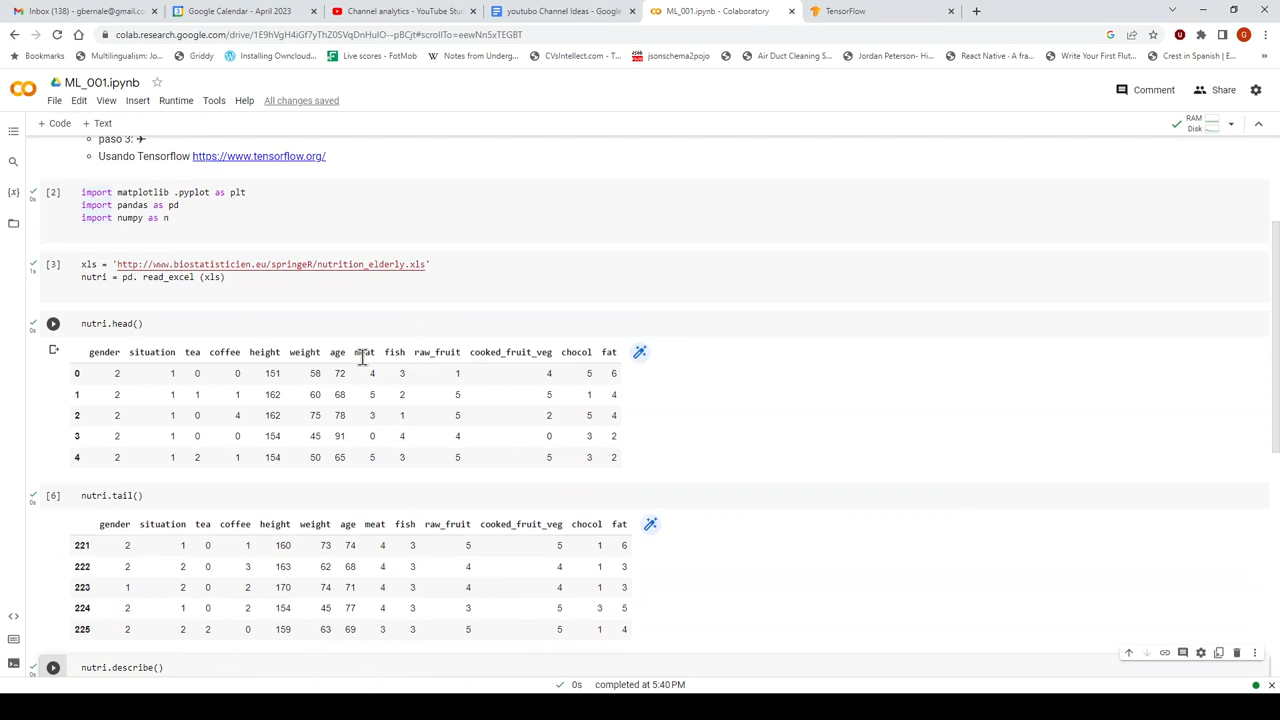 Inbox (138) - gbernale@gmail.co
Google Calendar - April 2023
Channel analytics - YouTube Stu
youtubo Channel Ideas - Google
ML_001.ipynb - Colaboratory
TensorFlow
colab.research.google.com/drive/1E9hVgH4iGf7yThZ0SVqDnHuIO--pBCjt#scrollTo=eewNnSxTYEUT
Bookmarks
Multilingualism: Jho...
Griddy
Installing Owncloud...
Live scores - FotMob
Notes from Underg...
CVIntellect.com - T...
jsonschema2pojo
Air Duct Cleaning S...
Jordan Peterson- H...
React Native - A fra...
Write Your First Flut...
Crest in Spanish | E...
ML_001.ipynb
File Edit View Insert Runtime Tools Help All changes saved
Comment
Share
G
+ Code + Text
RAM
Disk
paso 3: ✈
Usando Tensorflow https://www.tensorflow.org/
[2] import matplotlib .pyplot as plt
import pandas as pd
import numpy as n
0s
[3] xls = 'http://www.biostatisticien.eu/springeR/nutrition_elderly.xls'
nutri = pd. read_excel (xls)
1s
nutri.head()
0s
gender situation tea coffee height weight age meat fish raw_fruit cooked_fruit_veg chocol fat
0 2 1 0 0 151 58 72 4 3 1 4 5 6
1 2 1 1 1 162 60 68 5 2 5 5 1 4
2 2 1 0 4 162 75 78 3 1 5 2 5 4
3 2 1 0 0 154 45 91 0 4 4 0 3 2
4 2 1 2 1 154 50 65 5 3 5 5 3 2
[6] nutri.tail()
0s
gender situation tea coffee height weight age meat fish raw_fruit cooked_fruit_veg chocol fat
221 2 1 0 1 160 73 74 4 3 5 5 1 6
222 2 2 0 3 163 62 68 4 3 4 4 1 3
223 1 2 0 2 170 74 71 4 3 4 4 1 3
224 2 1 0 2 154 45 77 4 3 3 5 3 5
225 2 2 2 0 159 63 69 3 3 5 5 1 4
nutri.describe()
0s
0s completed at 5:40 PM